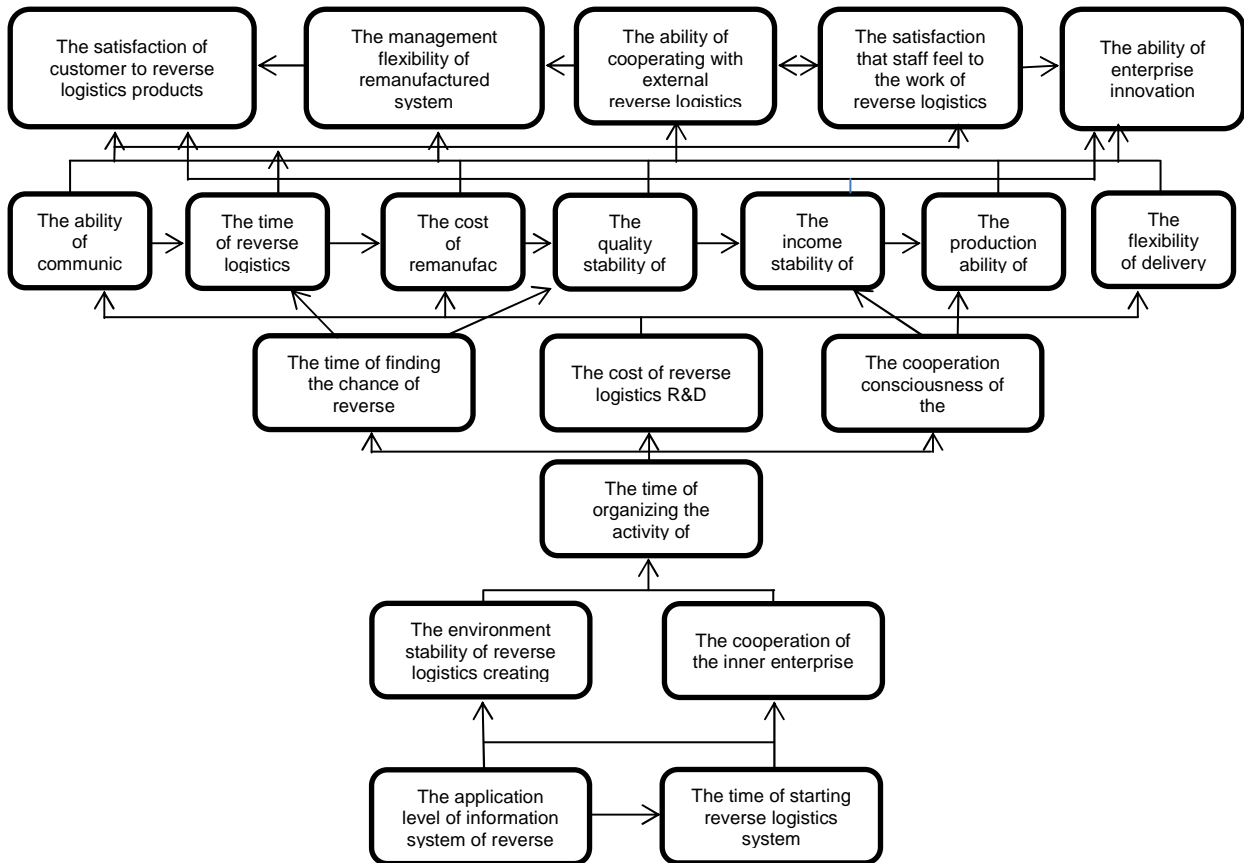 The satisfaction of
customer to reverse
logistics products
The management
flexibility of
remanufactured
system
The ability of
cooperating with
external
reverse logistics
The satisfaction
that staff feel to
the work of
reverse logistics
The ability of
enterprise
innovation
The ability
of
communic
The time
of reverse
logistics
The cost
of
remanufac
The
quality
stability of
The
income
stability of
The
production
ability of
The
flexibility
of delivery
The time of finding
the chance of
reverse
The cost of reverse
logistics R&D
The cooperation
consciousness of
the
The time of
organizing the
activity of
The environment
stability of reverse
logistics creating
The cooperation of
the inner enterprise
The application
level of information
system of reverse
The time of starting
reverse logistics
system